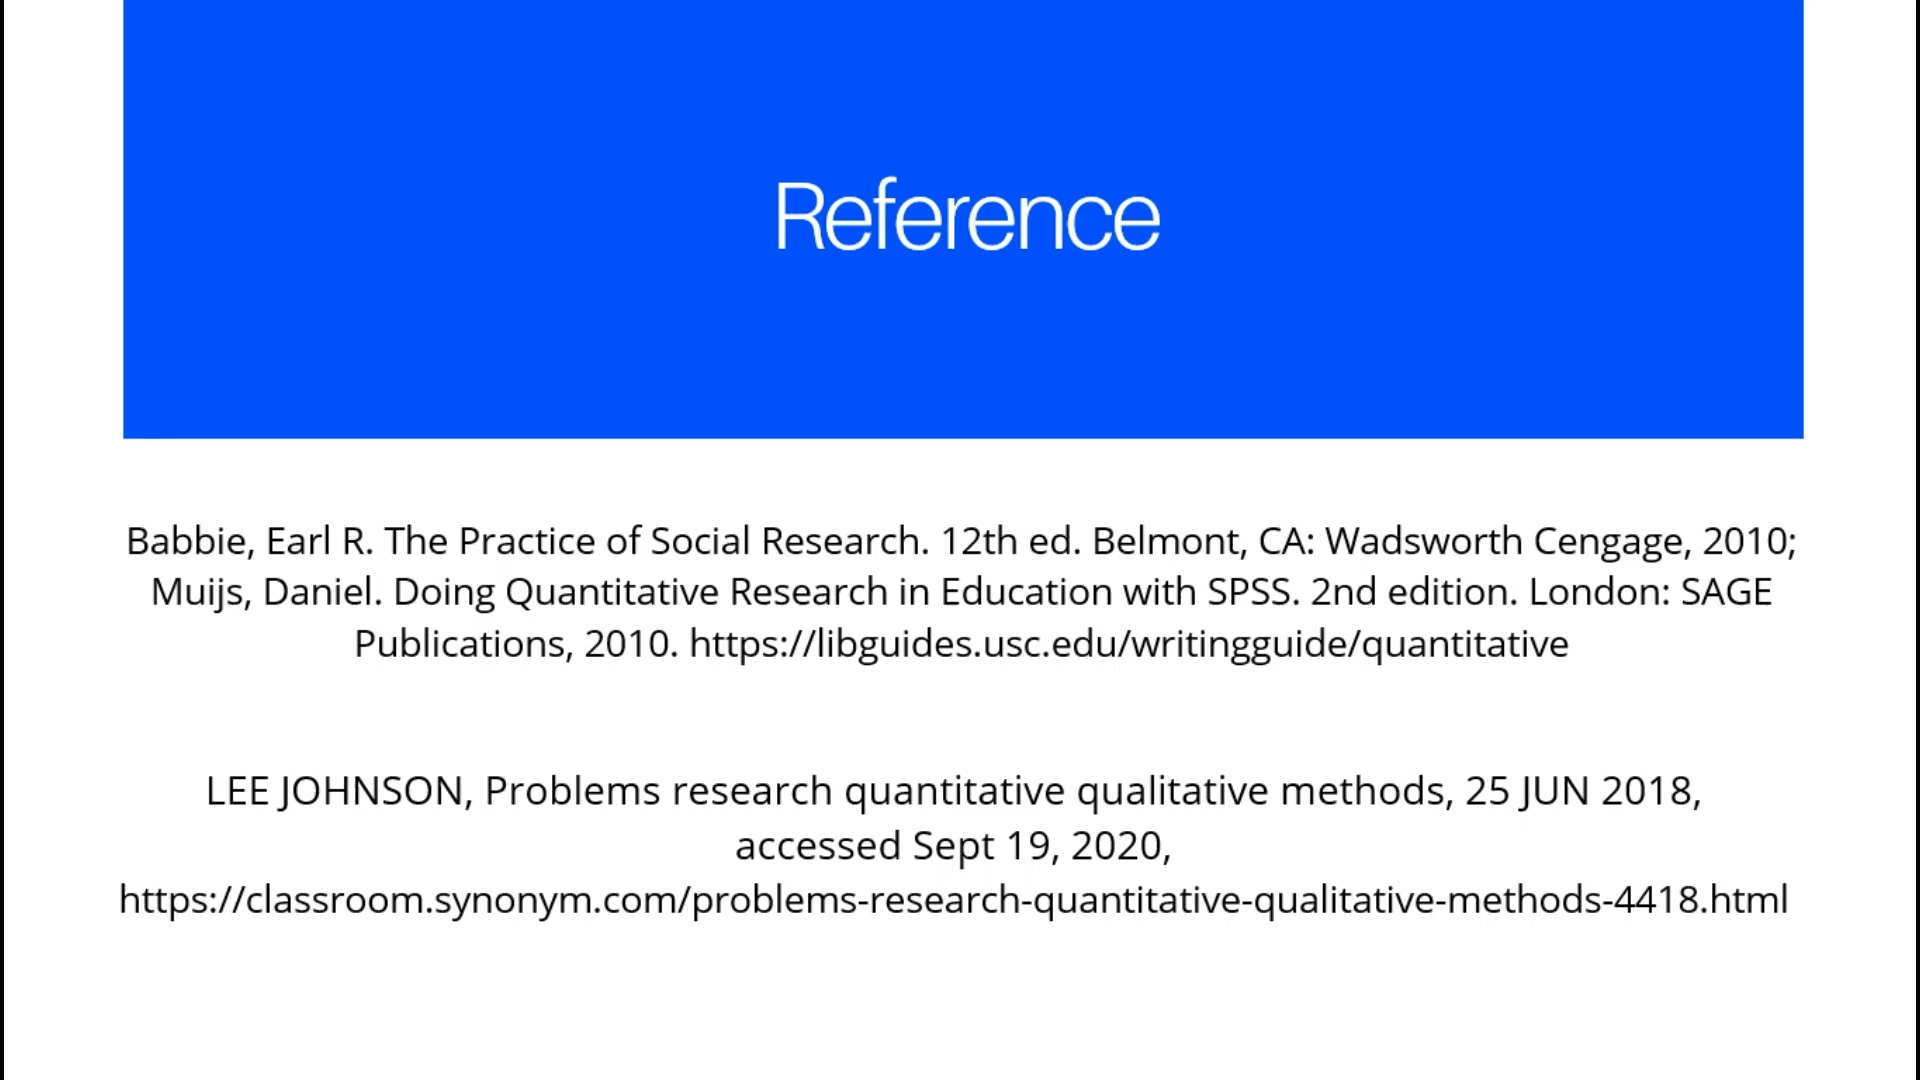 Reference
Babbie, Earl R. The Practice of Social Research. 12th ed. Belmont, CA: Wadsworth Cengage, 2010;
Muijs, Daniel. Doing Quantitative Research in Education with SPSS. 2nd edition. London: SAGE
Publications, 2010. https://libguides.usc.edu/writingguide/quantitative
LEE JOHNSON, Problems research quantitative qualitative methods, 25 JUN 2018,
accessed Sept 19, 2020,
https://classroom.synonym.com/problems-research-quantitative-qualitative-methods-4418.html